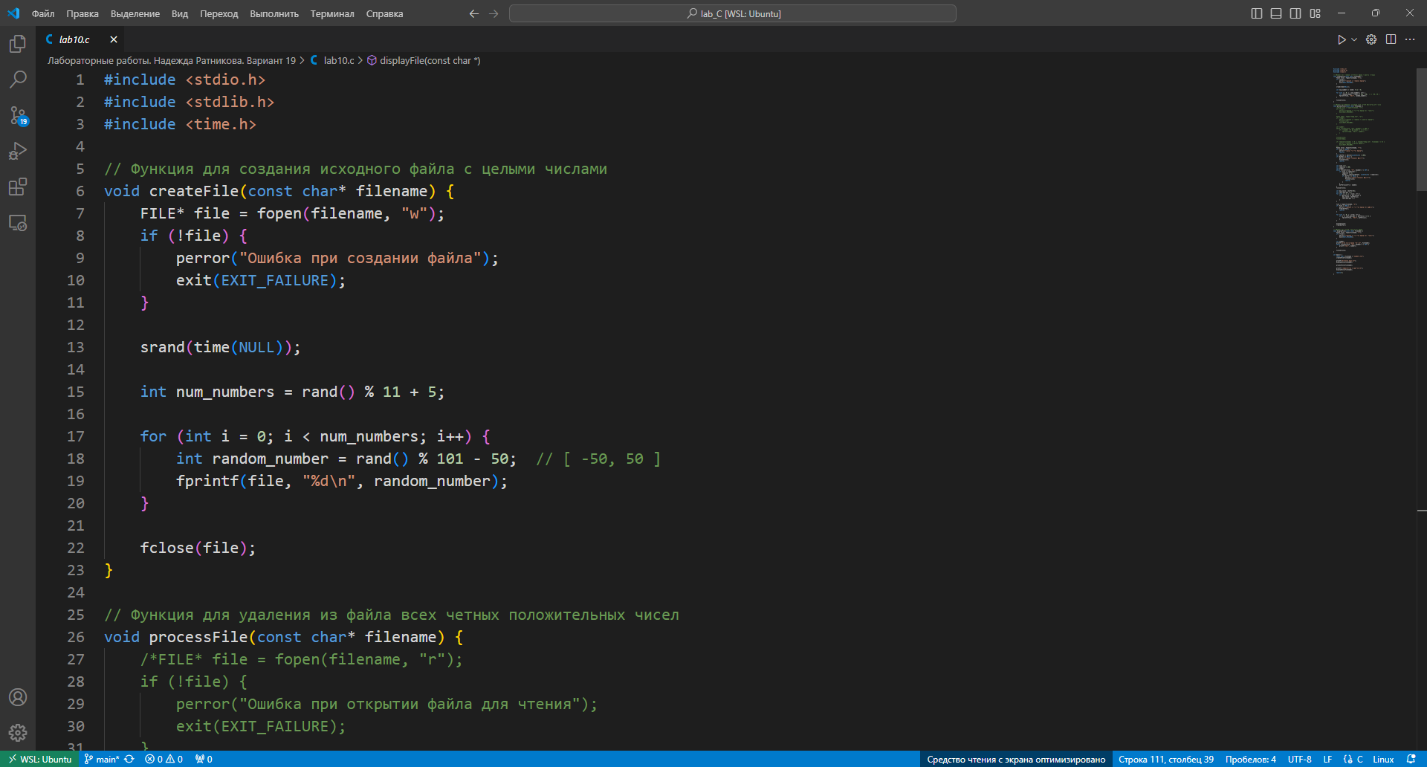 Файл Правка Выделение Вид Переход Выполнить Терминал Справка lab_C [WSL: Ubuntu]
C lab10.c
Лабораторные работы. Надежда Ратникова. Вариант 19 > C lab10.c > displayFile(const char *)
1 #include <stdio.h>
2 #include <stdlib.h>
3 #include <time.h>
4
5 // Функция для создания исходного файла с целыми числами
6 void createFile(const char* filename) {
7 FILE* file = fopen(filename, "w");
8 if (!file) {
9 perror("Ошибка при создании файла");
10 exit(EXIT_FAILURE);
11 }
12
13 srand(time(NULL));
14
15 int num_numbers = rand() % 11 + 5;
16
17 for (int i = 0; i < num_numbers; i++) {
18 int random_number = rand() % 101 - 50; // [ -50, 50 ]
19 fprintf(file, "%d\n", random_number);
20 }
21
22 fclose(file);
23 }
24
25 // Функция для удаления из файла всех четных положительных чисел
26 void processFile(const char* filename) {
27 /*FILE* file = fopen(filename, "r");
28 if (!file) {
29 perror("Ошибка при открытии файла для чтения");
30 exit(EXIT_FAILURE);
31 }
19
WSL: Ubuntu main* 0 0 0 Средство чтения с экрана оптимизировано Строка 111, столбец 39 Пробелов: 4 UTF-8 LF {} C Linux